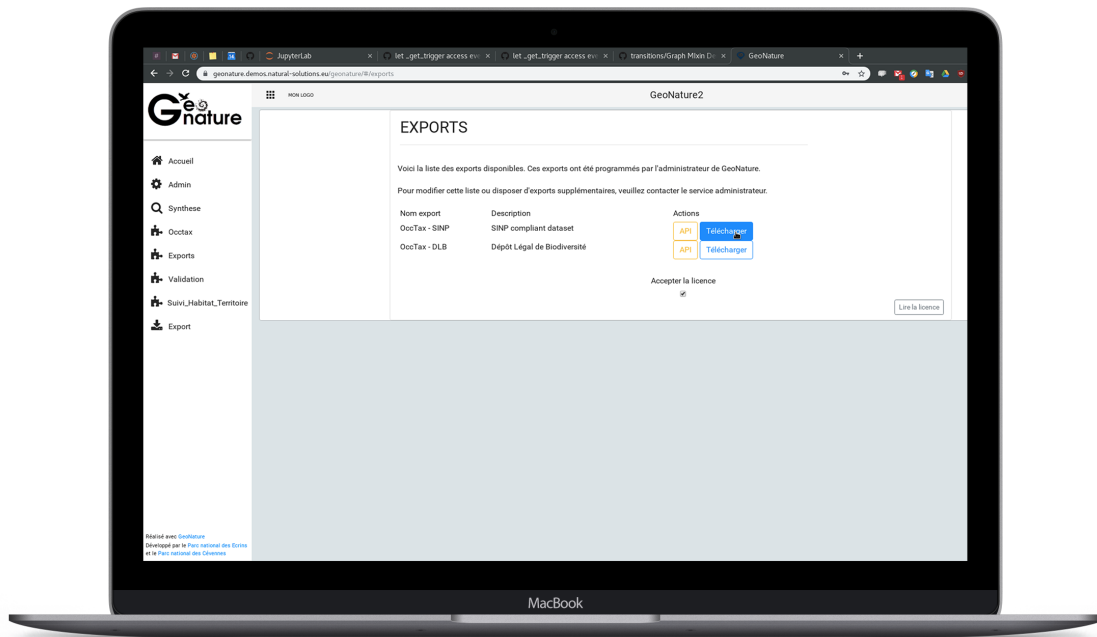 JupyterLab
let _get_trigger access eve
let _get_trigger access eve
transitions/Graph Mixin De
GeoNature
geonature.demos.natural-solutions.eu/geonature/#/exports
Géo
nature
MON LOGO
GeoNature2
Accueil
Admin
Synthese
Occtax
Exports
Validation
Suivi_Habitat_Territoire
Export
EXPORTS
Voici la liste des exports disponibles. Ces exports ont été programmés par l'administrateur de GeoNature.
Pour modifier cette liste ou disposer d'exports supplémentaires, veuillez contacter le service administrateur.
Nom export Description Actions
OccTax - SINP SINP compliant dataset API Télécharger
OccTax - DLB Dépôt Légal de Biodiversité API Télécharger
Accepter la licence
Lire la licence
Réalisé avec GeoNature
Développé par le Parc national des Ecrins
et le Parc national des Cévennes
MacBook